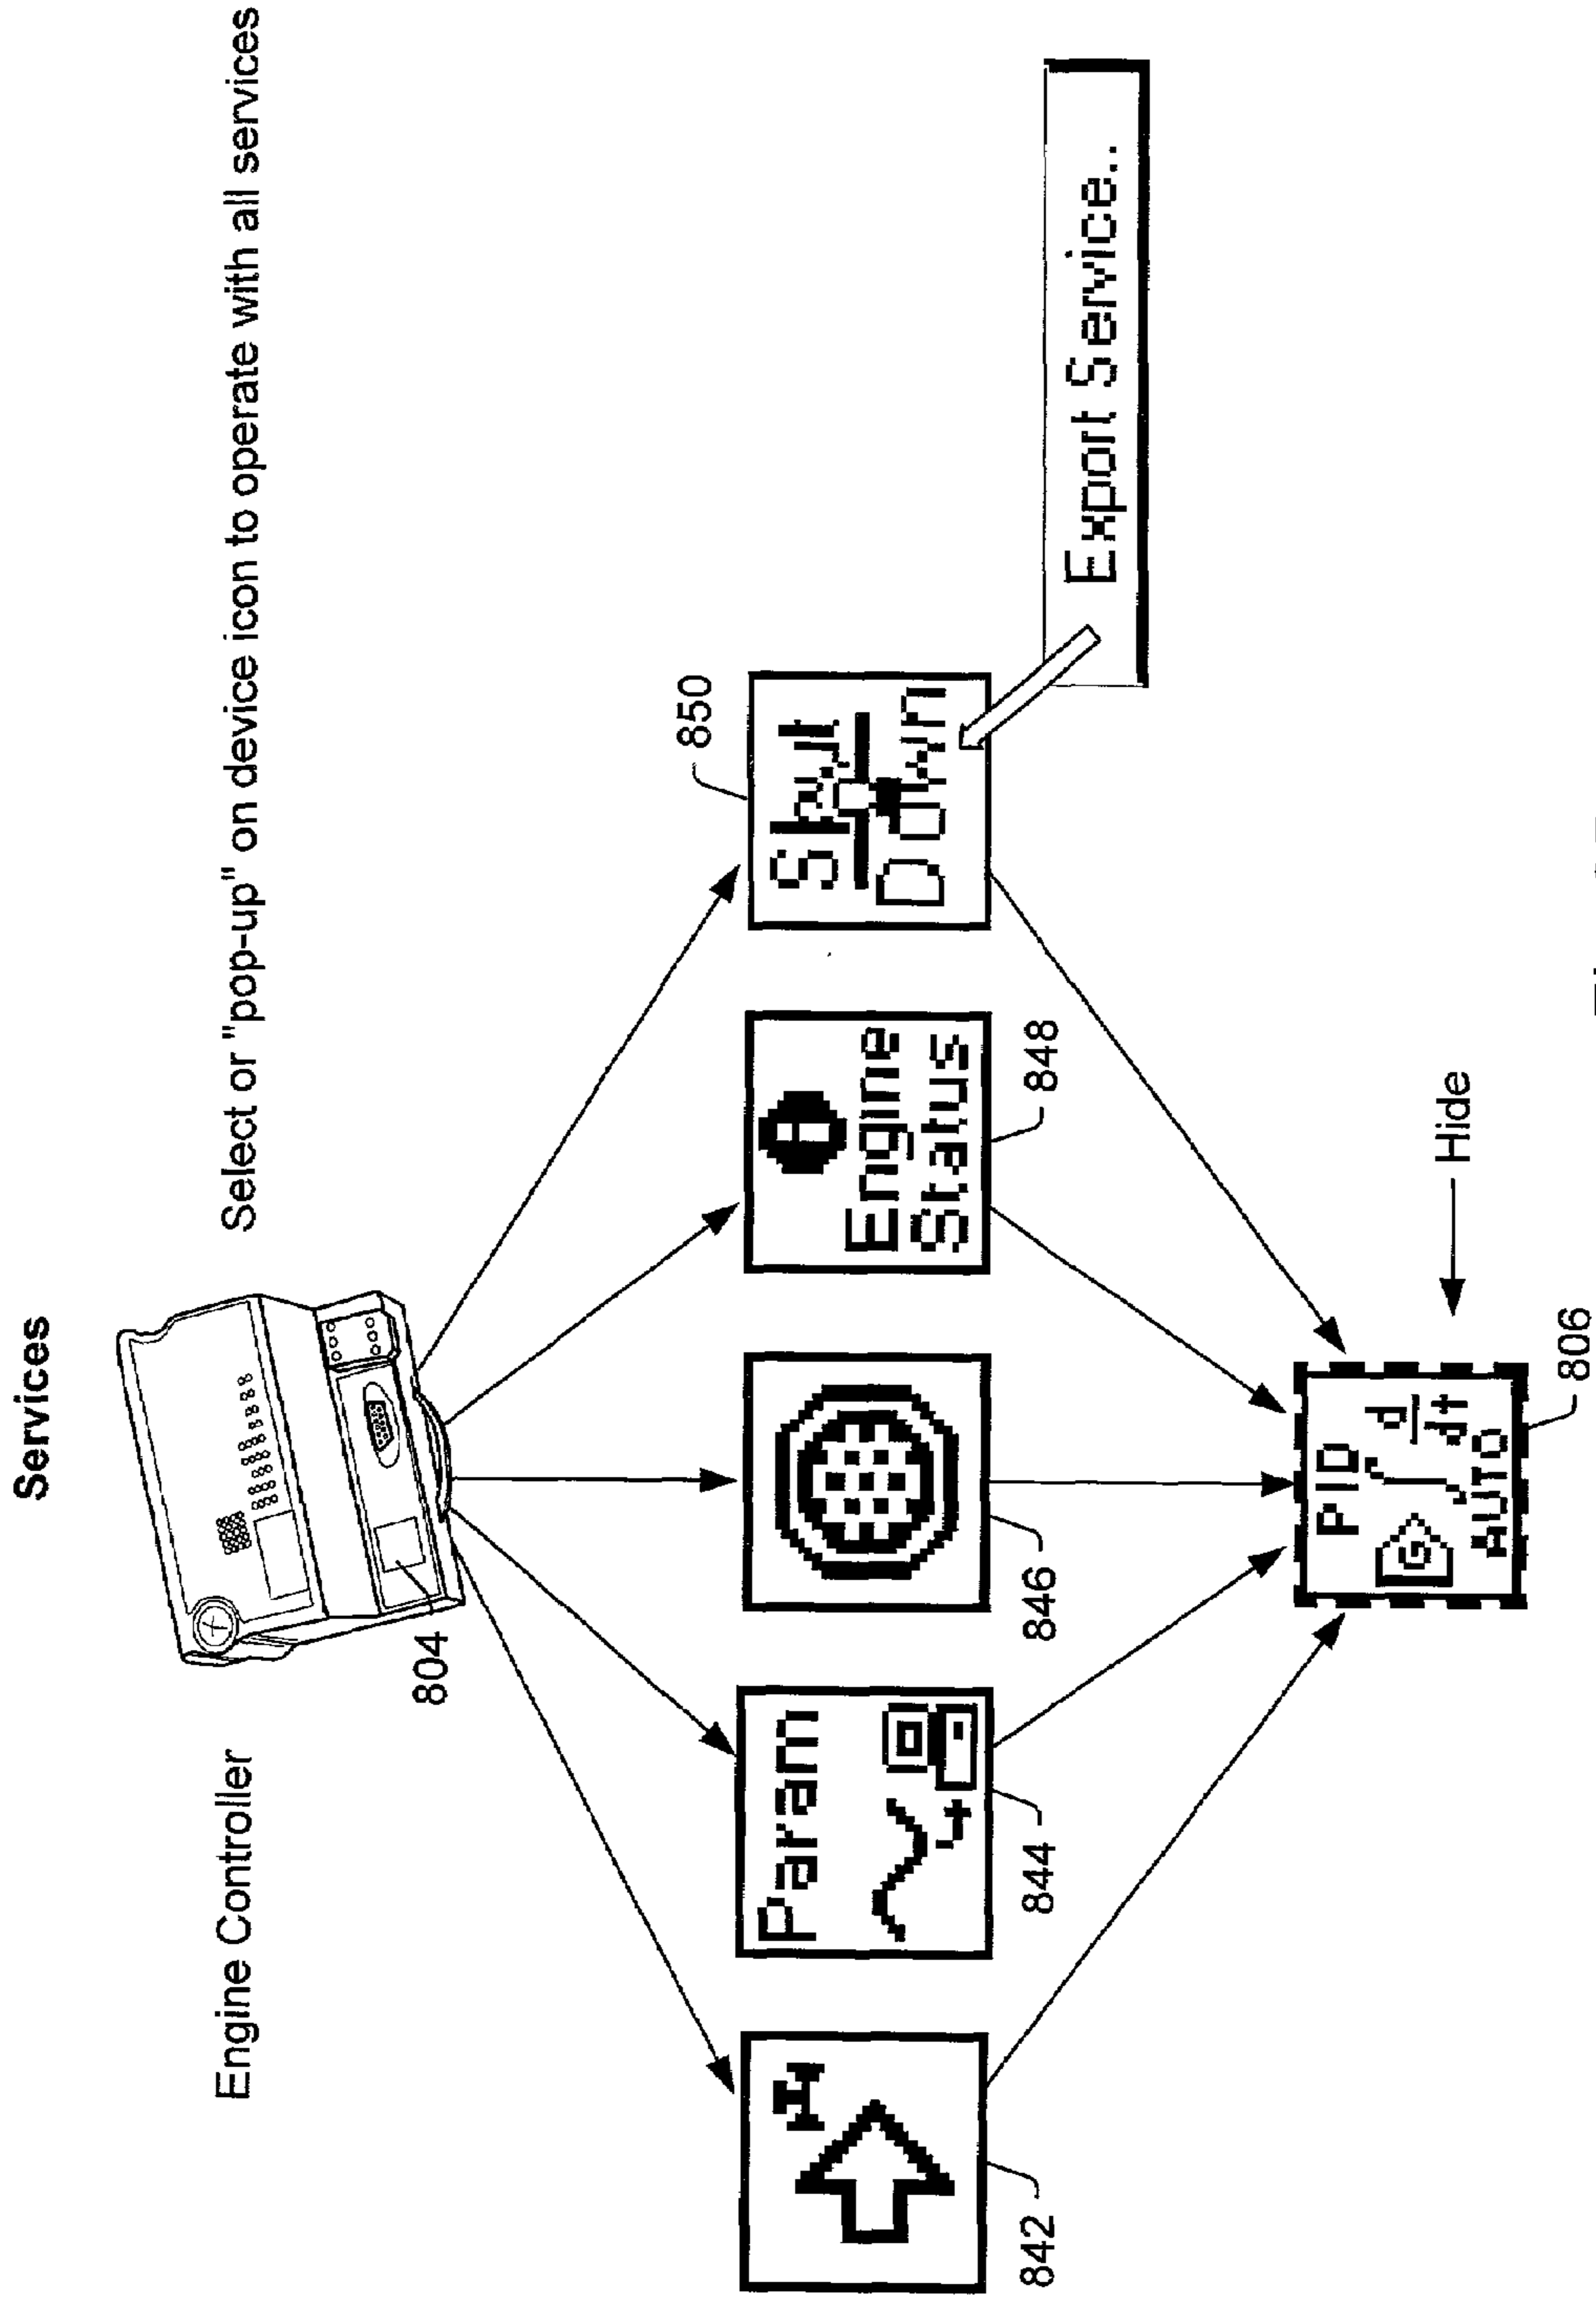 Services
Engine Controller
Select or "pop-up" on device icon to operate with all services
804
850
Param
Engine
Status
Shut
Down
842
844
846
848
Export Service..
PID
G
d
dt
AUTO
Hide
806